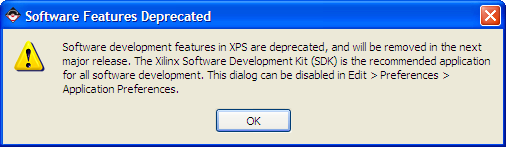 Software Features Deprecated
Software development features in XPS are deprecated, and will be removed in the next
major release. The Xilinx Software Development Kit (SDK) is the recommended application
for all software development. This dialog can be disabled in Edit > Preferences >
Application Preferences.
OK